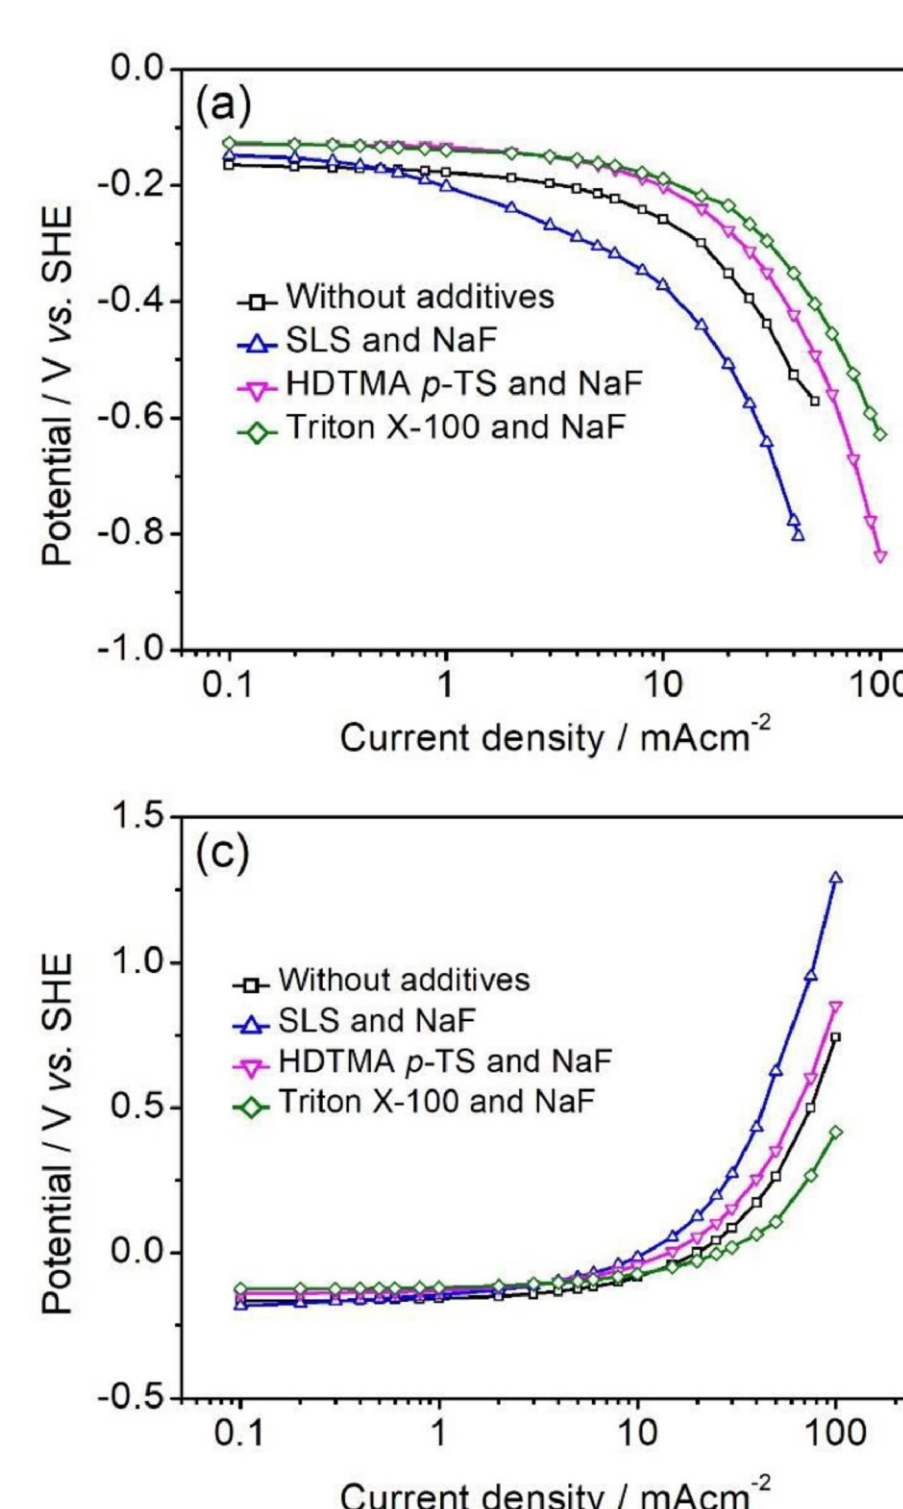 (a)
0.0
-0.2
-0.4
-0.6
-0.8
-1.0
Potential / V vs. SHE
Without additives
SLS and NaF
HDTMA p-TS and NaF
Triton X-100 and NaF
0.1 1 10 100
Current density / mAcm-2
(c)
1.5
1.0
0.5
0.0
-0.5
Potential / V vs. SHE
Without additives
SLS and NaF
HDTMA p-TS and NaF
Triton X-100 and NaF
0.1 1 10 100
Current density / mAcm-2